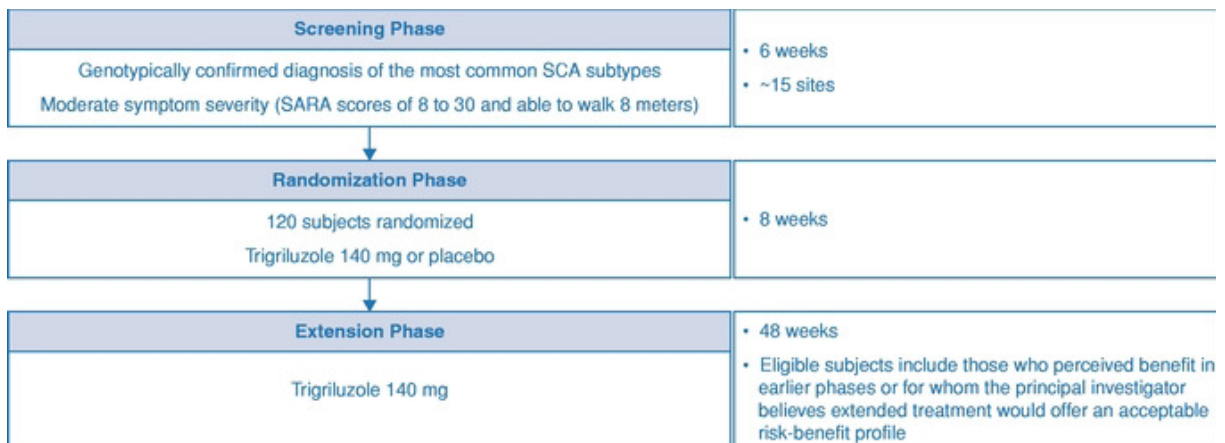 Screening Phase
Genotypically confirmed diagnosis of the most common SCA subtypes
Moderate symptom severity (SARA scores of 8 to 30 and able to walk 8 meters)
• 6 weeks
• ~15 sites
Randomization Phase
120 subjects randomized
Trigriluzole 140 mg or placebo
• 8 weeks
Extension Phase
Trigriluzole 140 mg
• 48 weeks
• Eligible subjects include those who perceived benefit in
earlier phases or for whom the principal investigator
believes extended treatment would offer an acceptable
risk-benefit profile